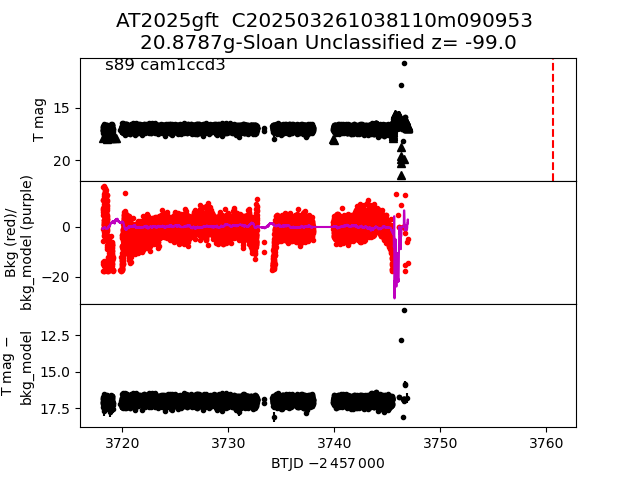 AT2025gft  C202503261038110m090953
20.8787g-Sloan Unclassified z= -99.0
s89 cam1ccd3
T mag
15
20
Bkg (red)/
bkg_model (purple)
0
−20
T mag −
bkg_model
12.5
15.0
17.5
3720 3730 3740 3750 3760
BTJD −2 457 000